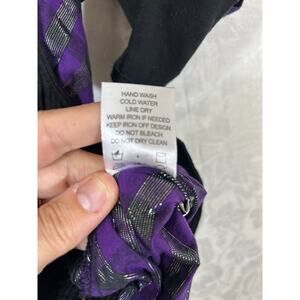 HAND WASH
COLD WATER
LINE DRY
WARM IRON IF NEEDED
KEEP IRON OFF DESIGN
DO NOT BLEACH
DO NOT DRY CLEAN